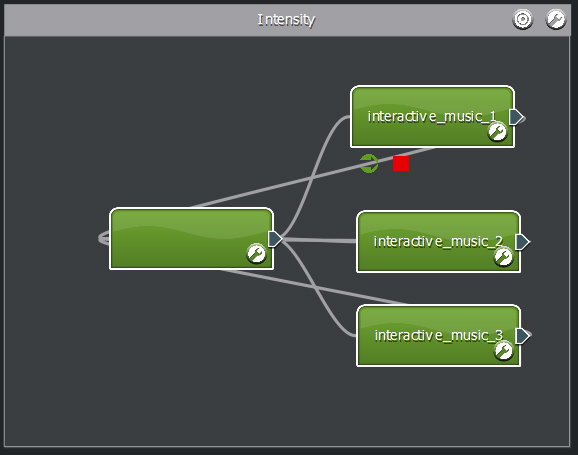 Intensity
interactive_music_1
interactive_music_2
interactive_music_3